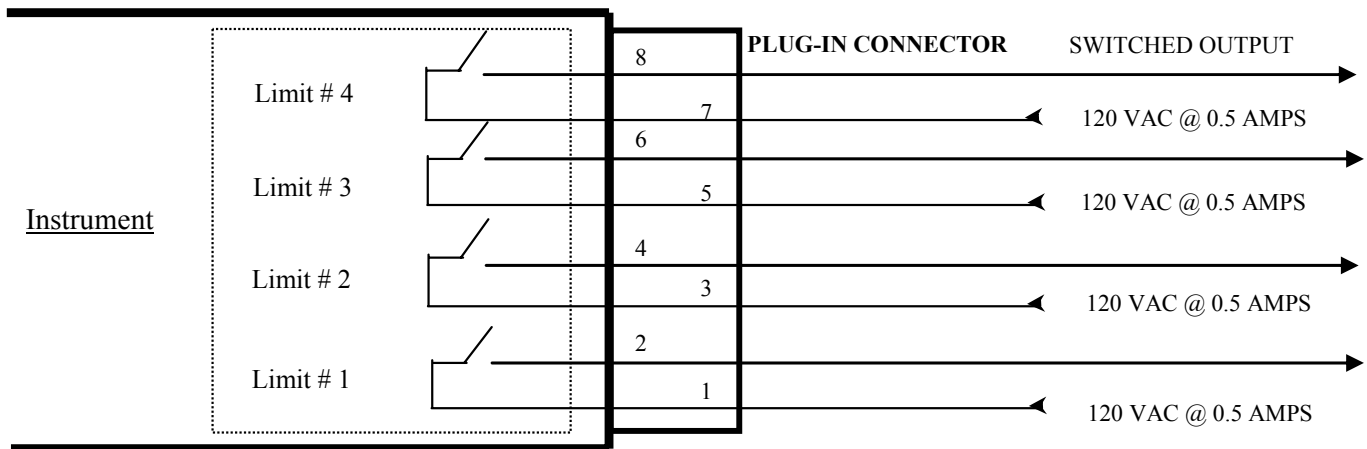 PLUG-IN CONNECTOR SWITCHED OUTPUT
8
Limit # 4
7 120 VAC @ 0.5 AMPS
6
Limit # 3
5 120 VAC @ 0.5 AMPS
Instrument
4
Limit # 2
3 120 VAC @ 0.5 AMPS
2
Limit # 1
1 120 VAC @ 0.5 AMPS